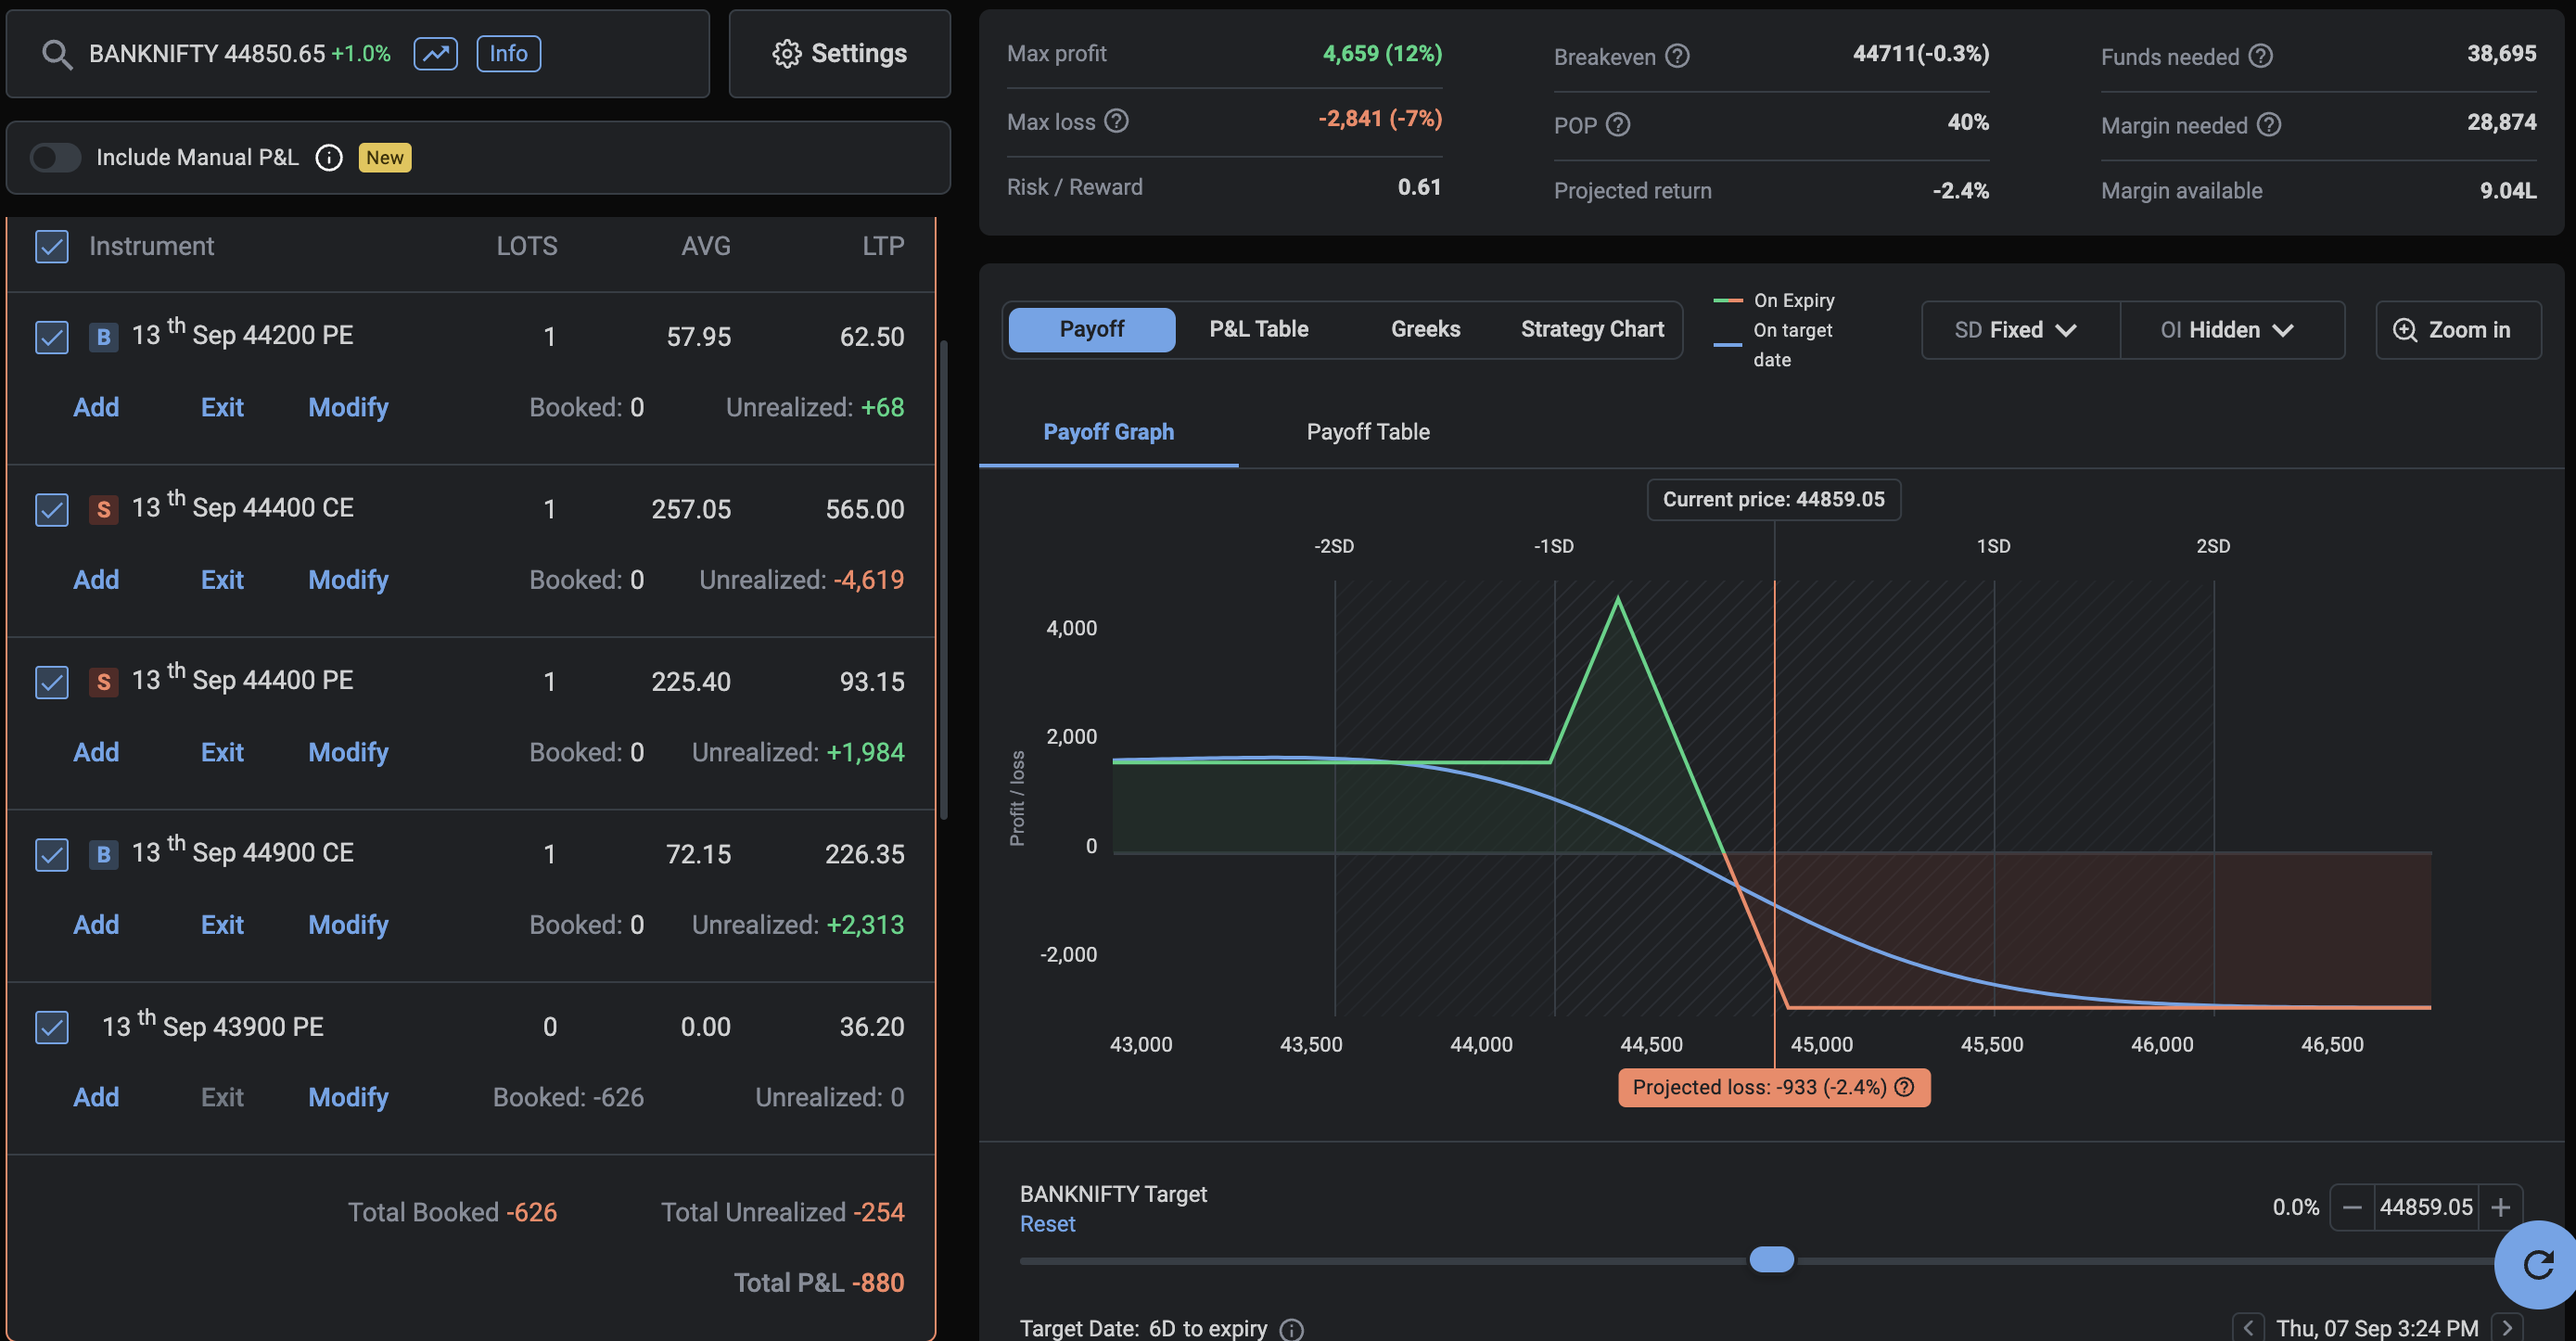 BANKNIFTY 44850.65 +1.0% Info
Settings
Include Manual P&L New
Instrument LOTS AVG LTP
B 13 th Sep 44200 PE 1 57.95 62.50
Add Exit Modify Booked: 0 Unrealized: +68
S 13 th Sep 44400 CE 1 257.05 565.00
Add Exit Modify Booked: 0 Unrealized: -4,619
S 13 th Sep 44400 PE 1 225.40 93.15
Add Exit Modify Booked: 0 Unrealized: +1,984
B 13 th Sep 44900 CE 1 72.15 226.35
Add Exit Modify Booked: 0 Unrealized: +2,313
13 th Sep 43900 PE 0 0.00 36.20
Add Exit Modify Booked: -626 Unrealized: 0
Total Booked -626 Total Unrealized -254
Total P&L -880
Max profit 4,659 (12%) Breakeven 44711(-0.3%) Funds needed 38,695
Max loss -2,841 (-7%) POP 40% Margin needed 28,874
Risk / Reward 0.61 Projected return -2.4% Margin available 9.04L
Payoff P&L Table Greeks Strategy Chart
On Expiry
On target
date
SD Fixed OI Hidden Zoom in
Payoff Graph Payoff Table
Current price: 44859.05
-2SD -1SD 1SD 2SD
4,000
2,000
0
-2,000
Profit / loss
43,000 43,500 44,000 44,500 45,000 45,500 46,000 46,500
Projected loss: -933 (-2.4%)
BANKNIFTY Target
Reset
0.0% 44859.05
Target Date: 6D to expiry Thu, 07 Sep 3:24 PM